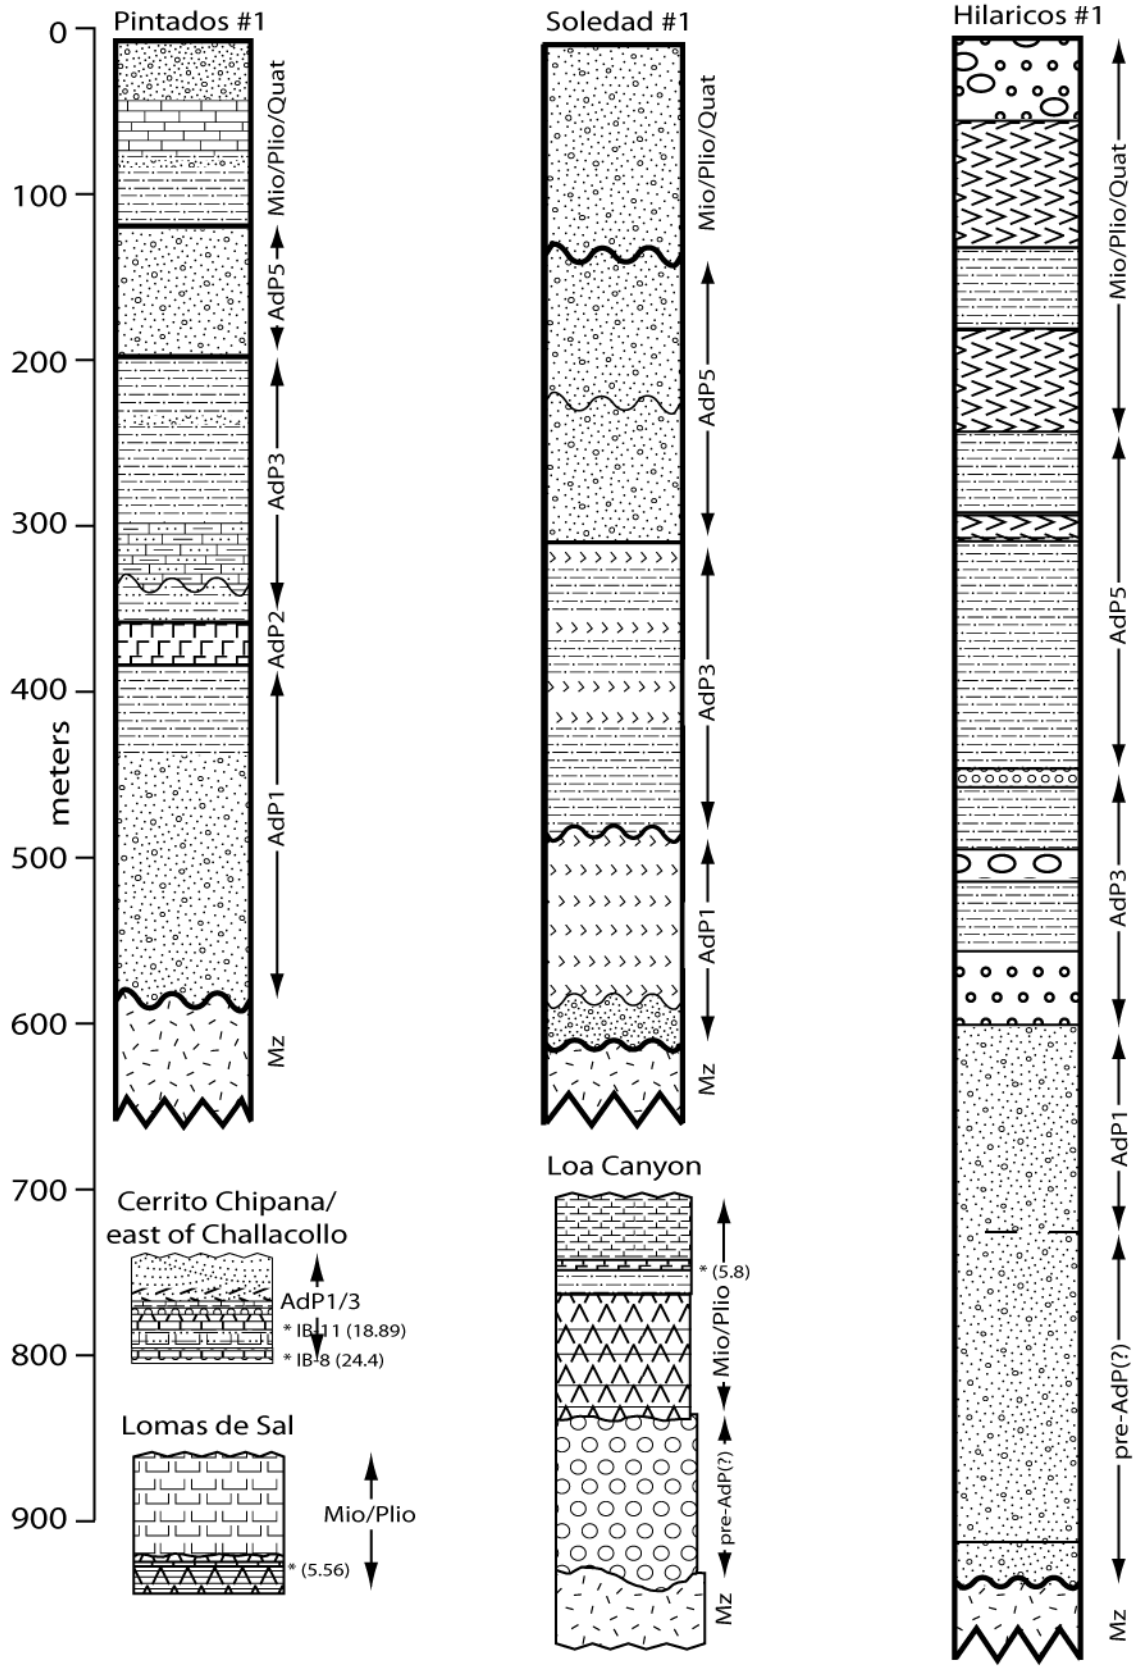 Pintados #1
Soledad #1
Hilaricos #1
0
100
200
300
400
500
600
700
800
900
meters
Mio/Plio/Quat
AdP5
AdP3
AdP2
AdP1
Mz
Mio/Plio/Quat
AdP5
AdP3
AdP1
Mz
Mio/Plio/Quat
AdP5
AdP3
AdP1
pre-AdP(?)
Mz
Cerrito Chipana/
east of Challacollo
AdP1/3
* IB-11 (18.89)
* IB-8 (24.4)
Lomas de Sal
Mio/Plio
* (5.56)
Loa Canyon
* (5.8)
Mio/Plio
pre-AdP(?)
Mz